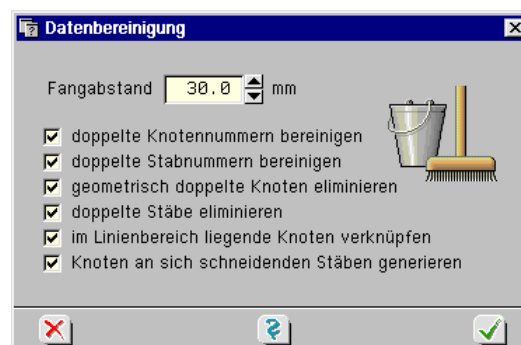 Datenbereinigung
Fangabstand 30.0 mm
doppelte Knotennummern bereinigen
doppelte Stabnummern bereinigen
geometrisch doppelte Knoten eliminieren
doppelte Stäbe eliminieren
im Linienbereich liegende Knoten verknüpfen
Knoten an sich schneidenden Stäben generieren